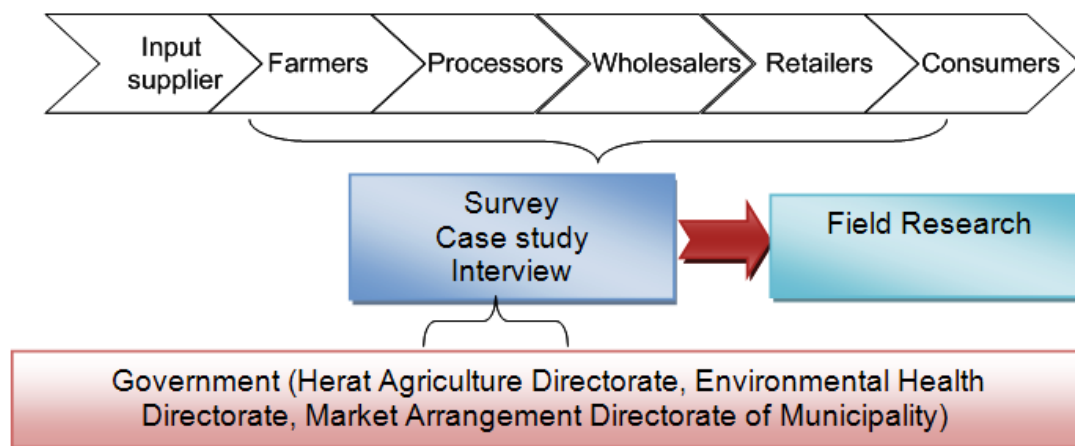 Input
supplier
Farmers
Processors
Wholesalers
Retailers
Consumers
Survey
Case study
Interview
Field Research
Government (Herat Agriculture Directorate, Environmental Health
Directorate, Market Arrangement Directorate of Municipality)